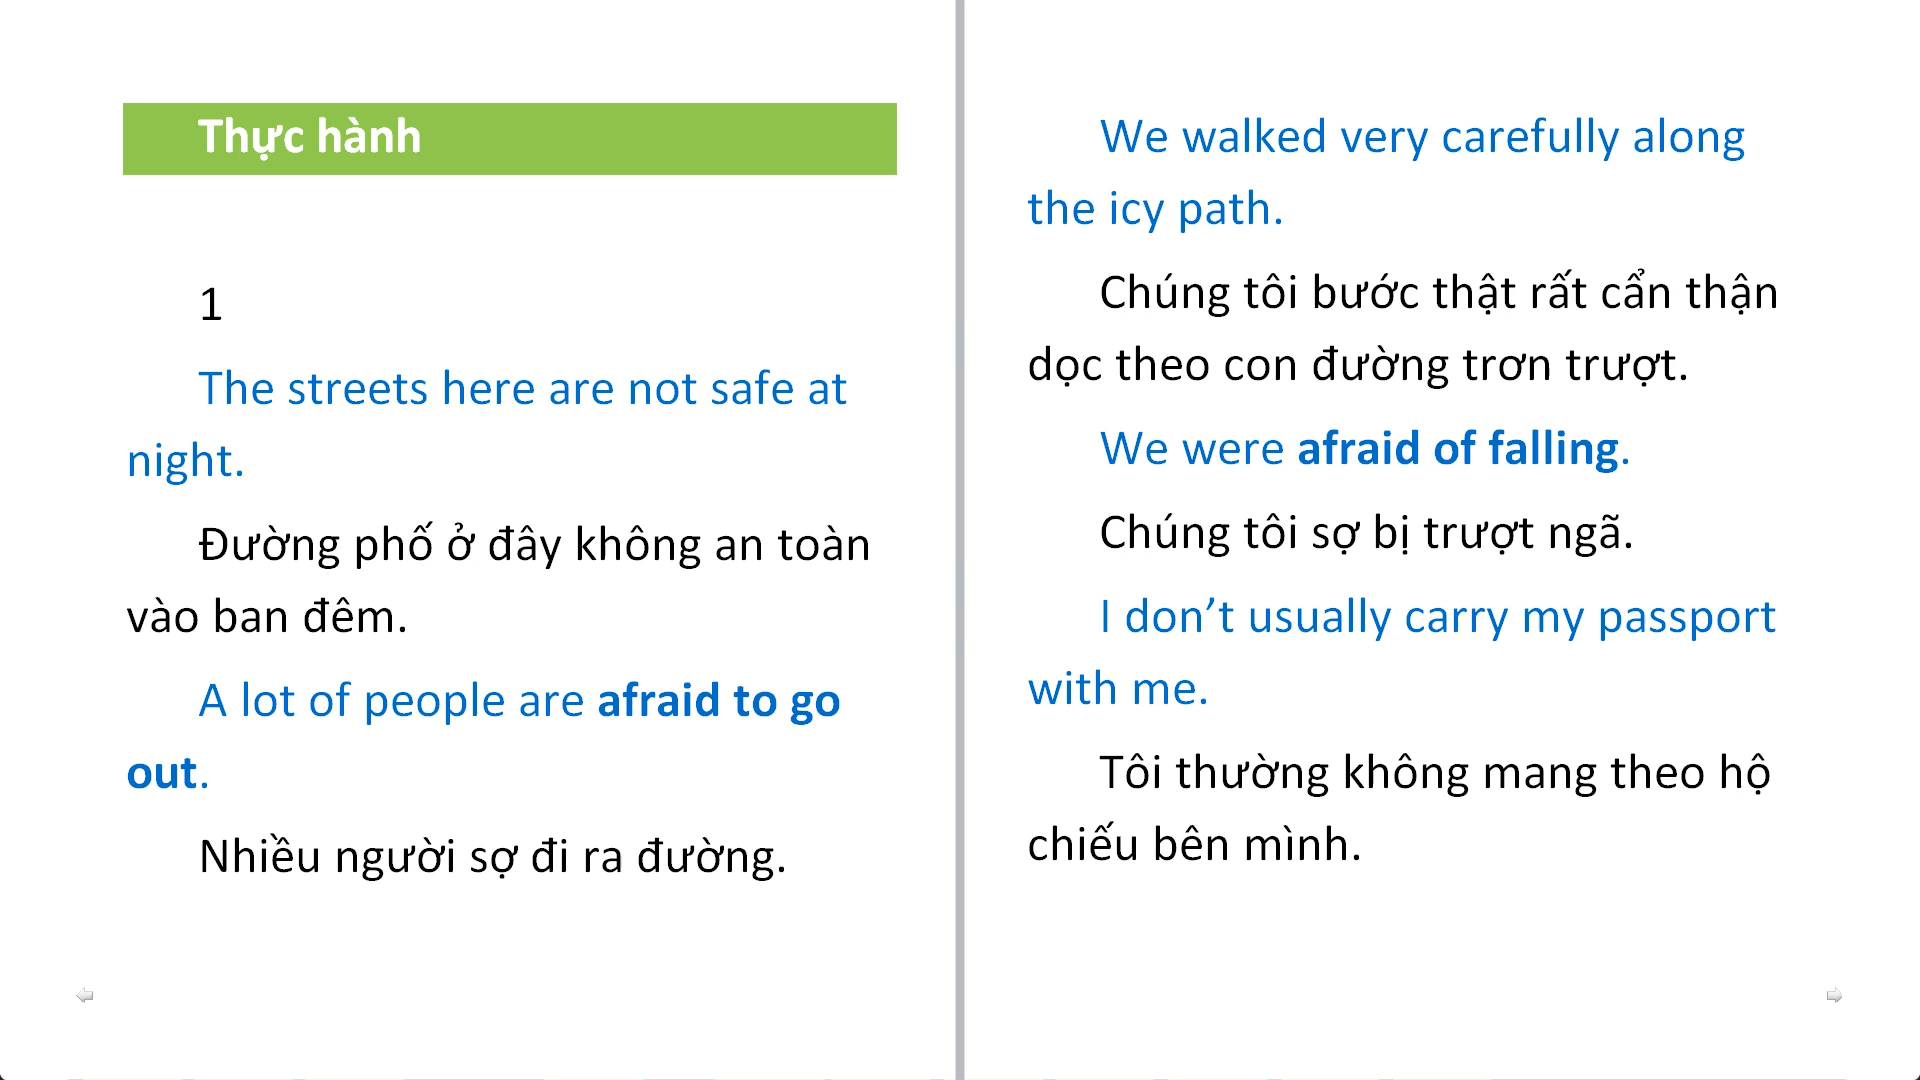 Thực hành
1
The streets here are not safe at
night.
Đường phố ở đây không an toàn
vào ban đêm.
A lot of people are afraid to go
out.
Nhiều người sợ đi ra đường.
We walked very carefully along
the icy path.
Chúng tôi bước thật rất cẩn thận
dọc theo con đường trơn trượt.
We were afraid of falling.
Chúng tôi sợ bị trượt ngã.
I don’t usually carry my passport
with me.
Tôi thường không mang theo hộ
chiếu bên mình.